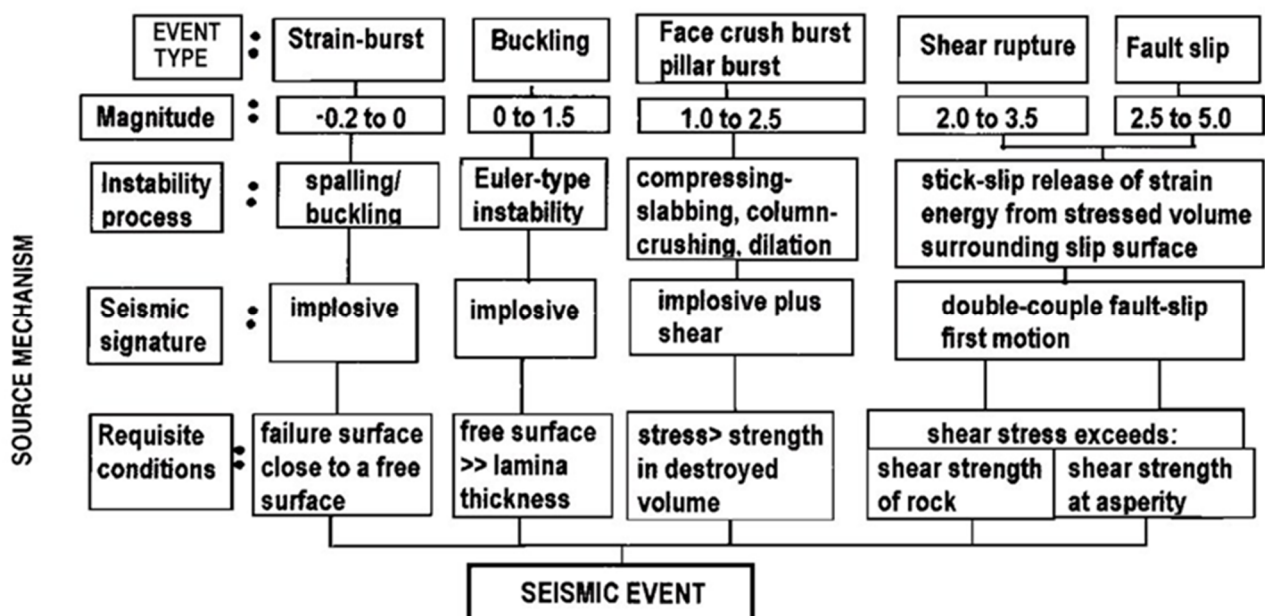 EVENT
TYPE
:
Strain-burst
Buckling
Face crush burst
pillar burst
Shear rupture
Fault slip
Magnitude
:
-0.2 to 0
0 to 1.5
1.0 to 2.5
2.0 to 3.5
2.5 to 5.0
Instability
process
:
spalling/
buckling
Euler-type
instability
compressing-
slabbing, column-
crushing, dilation
stick-slip release of strain
energy from stressed volume
surrounding slip surface
SOURCE MECHANISM
Seismic
signature
:
implosive
implosive
implosive plus
shear
double-couple fault-slip
first motion
Requisite
conditions
:
failure surface
close to a free
surface
free surface
>> lamina
thickness
stress> strength
in destroyed
volume
shear stress exceeds:
shear strength
of rock
shear strength
at asperity
SEISMIC EVENT